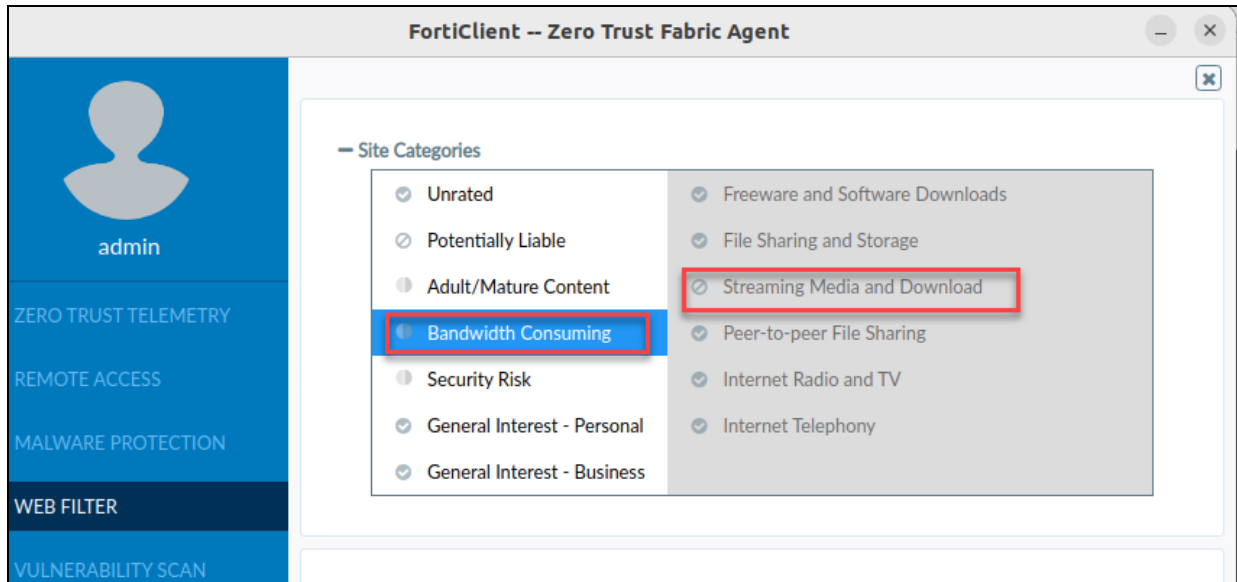 FortiClient -- Zero Trust Fabric Agent
admin
ZERO TRUST TELEMETRY
REMOTE ACCESS
MALWARE PROTECTION
WEB FILTER
VULNERABILITY SCAN
Site Categories
Unrated
Potentially Liable
Adult/Mature Content
Bandwidth Consuming
Security Risk
General Interest - Personal
General Interest - Business
Freeware and Software Downloads
File Sharing and Storage
Streaming Media and Download
Peer-to-peer File Sharing
Internet Radio and TV
Internet Telephony